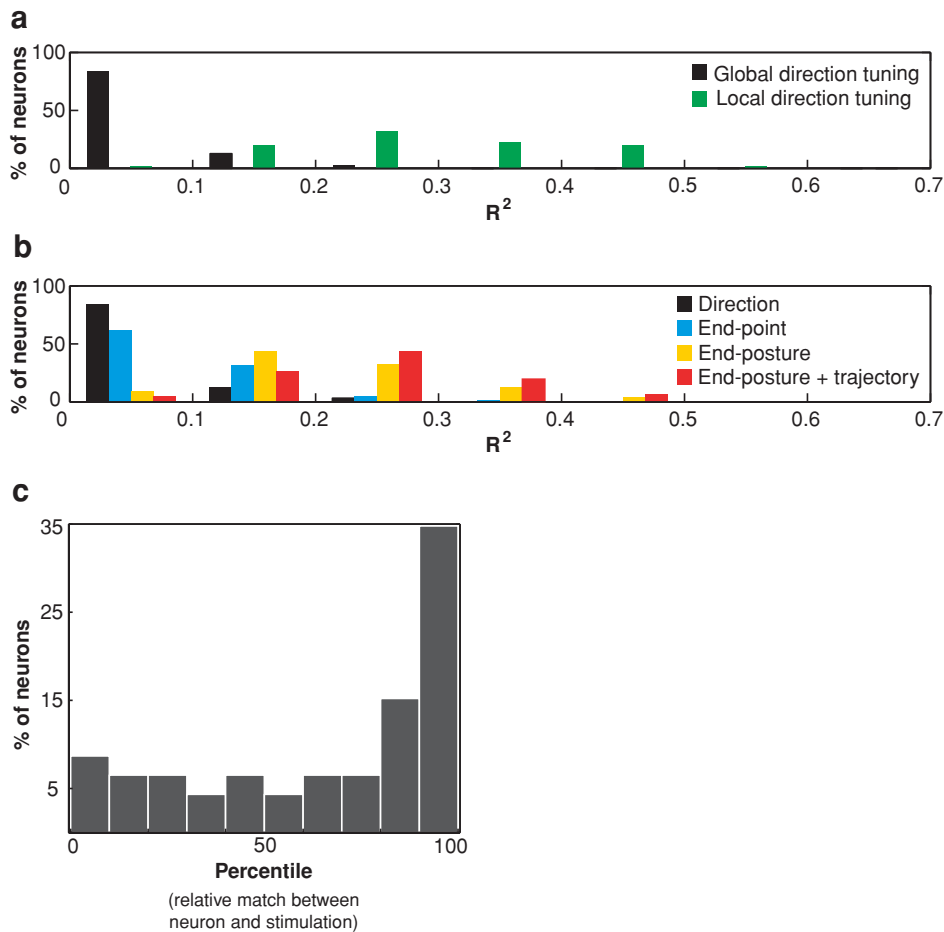 a
100
50
0
% of neurons
Global direction tuning
Local direction tuning
0 0.1 0.2 0.3 0.4 0.5 0.6 0.7
R²
b
100
50
0
% of neurons
Direction
End-point
End-posture
End-posture + trajectory
0 0.1 0.2 0.3 0.4 0.5 0.6 0.7
R²
c
35
25
15
5
% of neurons
0 50 100
Percentile
(relative match between
neuron and stimulation)